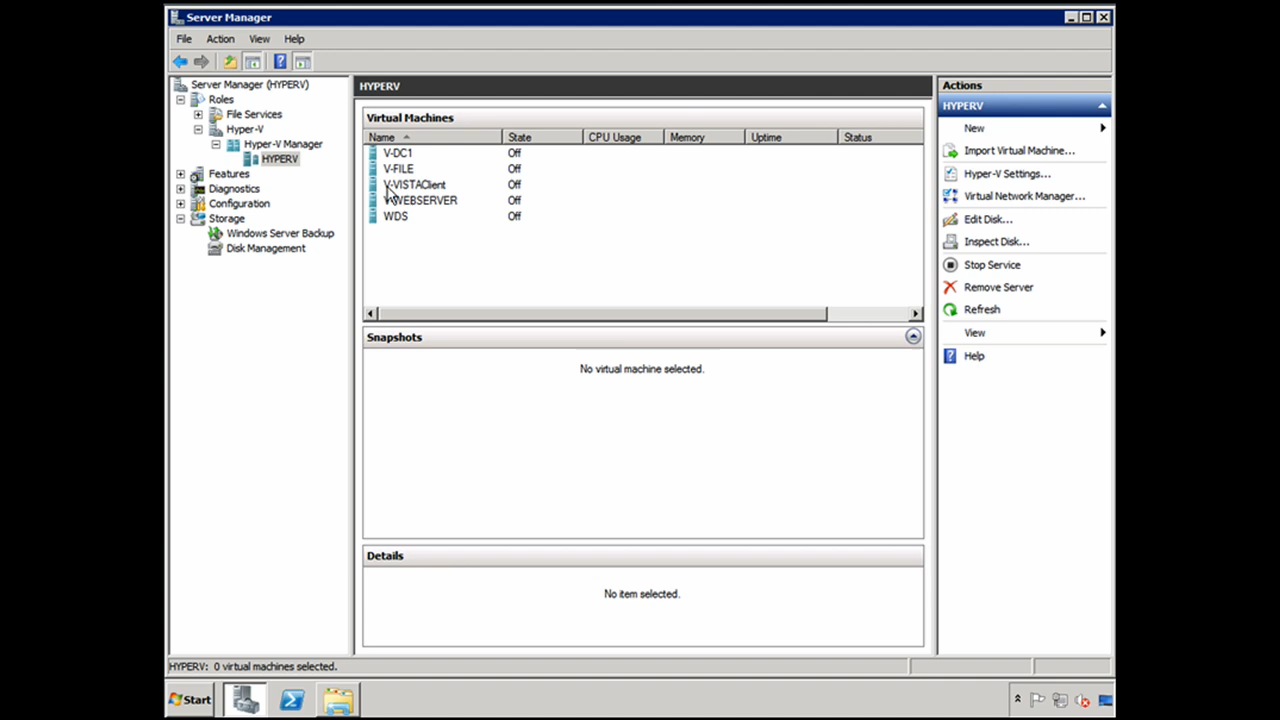 Server Manager
File Action View Help
Server Manager (HYPERV)
Roles
File Services
Hyper-V
Hyper-V Manager
HYPERV
Features
Diagnostics
Configuration
Storage
Windows Server Backup
Disk Management
HYPERV
Virtual Machines
Name State CPU Usage Memory Uptime Status
V-DC1 Off
V-FILE Off
V-VISTAClient Off
V-WEBSERVER Off
WDS Off
Snapshots
No virtual machine selected.
Details
No item selected.
Actions
HYPERV
New
Import Virtual Machine...
Hyper-V Settings...
Virtual Network Manager...
Edit Disk...
Inspect Disk...
Stop Service
Remove Server
Refresh
View
Help
HYPERV: 0 virtual machines selected.
Start